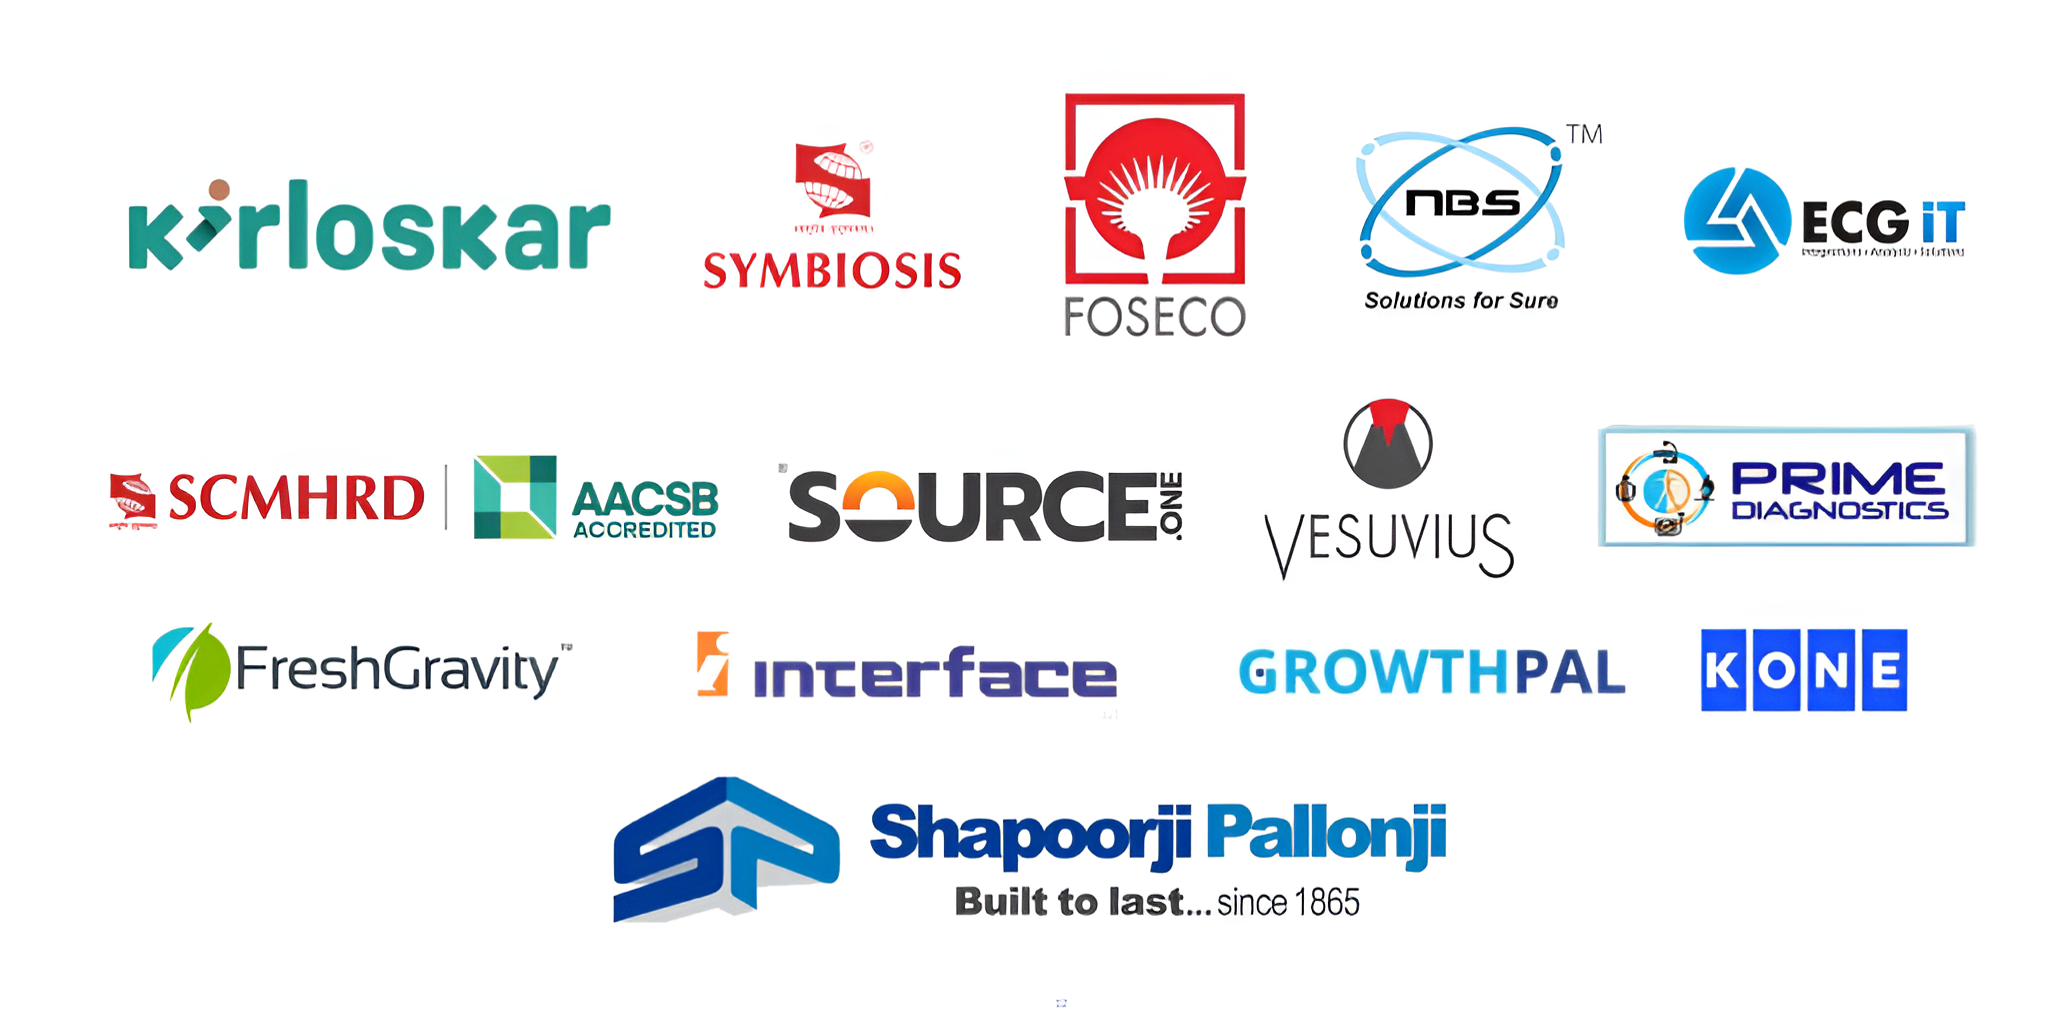 kirloskar
SYMBIOSIS
FOSECO
NBS
TM
Solutions for Sure
ECG iT
SCMHRD
AACSB
ACCREDITED
SOURCE
.ONE
VESUVIUS
PRIME
DIAGNOSTICS
FreshGravity
interface
GROWTHPAL
KONE
SP
Shapoorji Pallonji
Built to last... since 1865